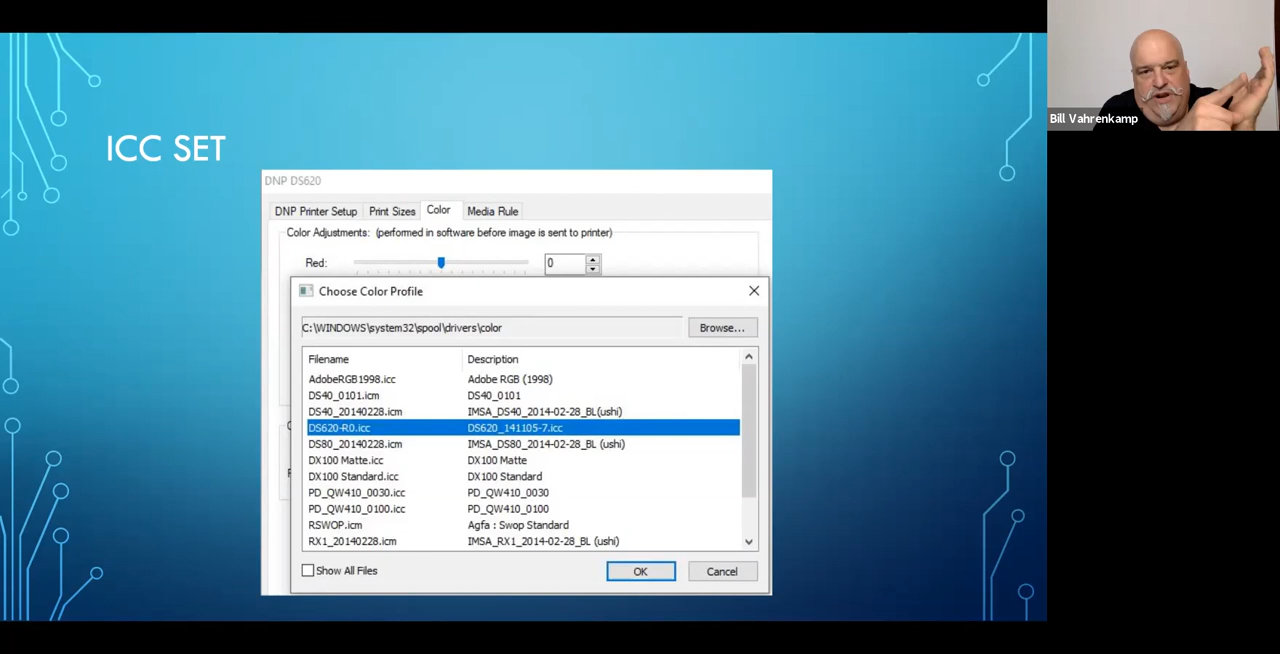 Bill Vahrenkamp
ICC SET
DNP DS620
DNP Printer Setup Print Sizes Color Media Rule
Color Adjustments: (performed in software before image is sent to printer)
Red: 0
Choose Color Profile
C:\WINDOWS\system32\spool\drivers\color Browse...
Filename Description
AdobeRGB1998.icc Adobe RGB (1998)
DS40_0101.icm DS40_0101
DS40_20140228.icm IMSA_DS40_2014-02-28_BL(ushi)
DS620-R0.icc DS620_141105-7.icc
DS80_20140228.icm IMSA_DS80_2014-02-28_BL (ushi)
DX100 Matte.icc DX100 Matte
DX100 Standard.icc DX100 Standard
PD_QW410_0030.icc PD_QW410_0030
PD_QW410_0100.icc PD_QW410_0100
RSWOP.icm Agfa : Swop Standard
RX1_20140228.icm IMSA_RX1_2014-02-28_BL (ushi)
Show All Files OK Cancel